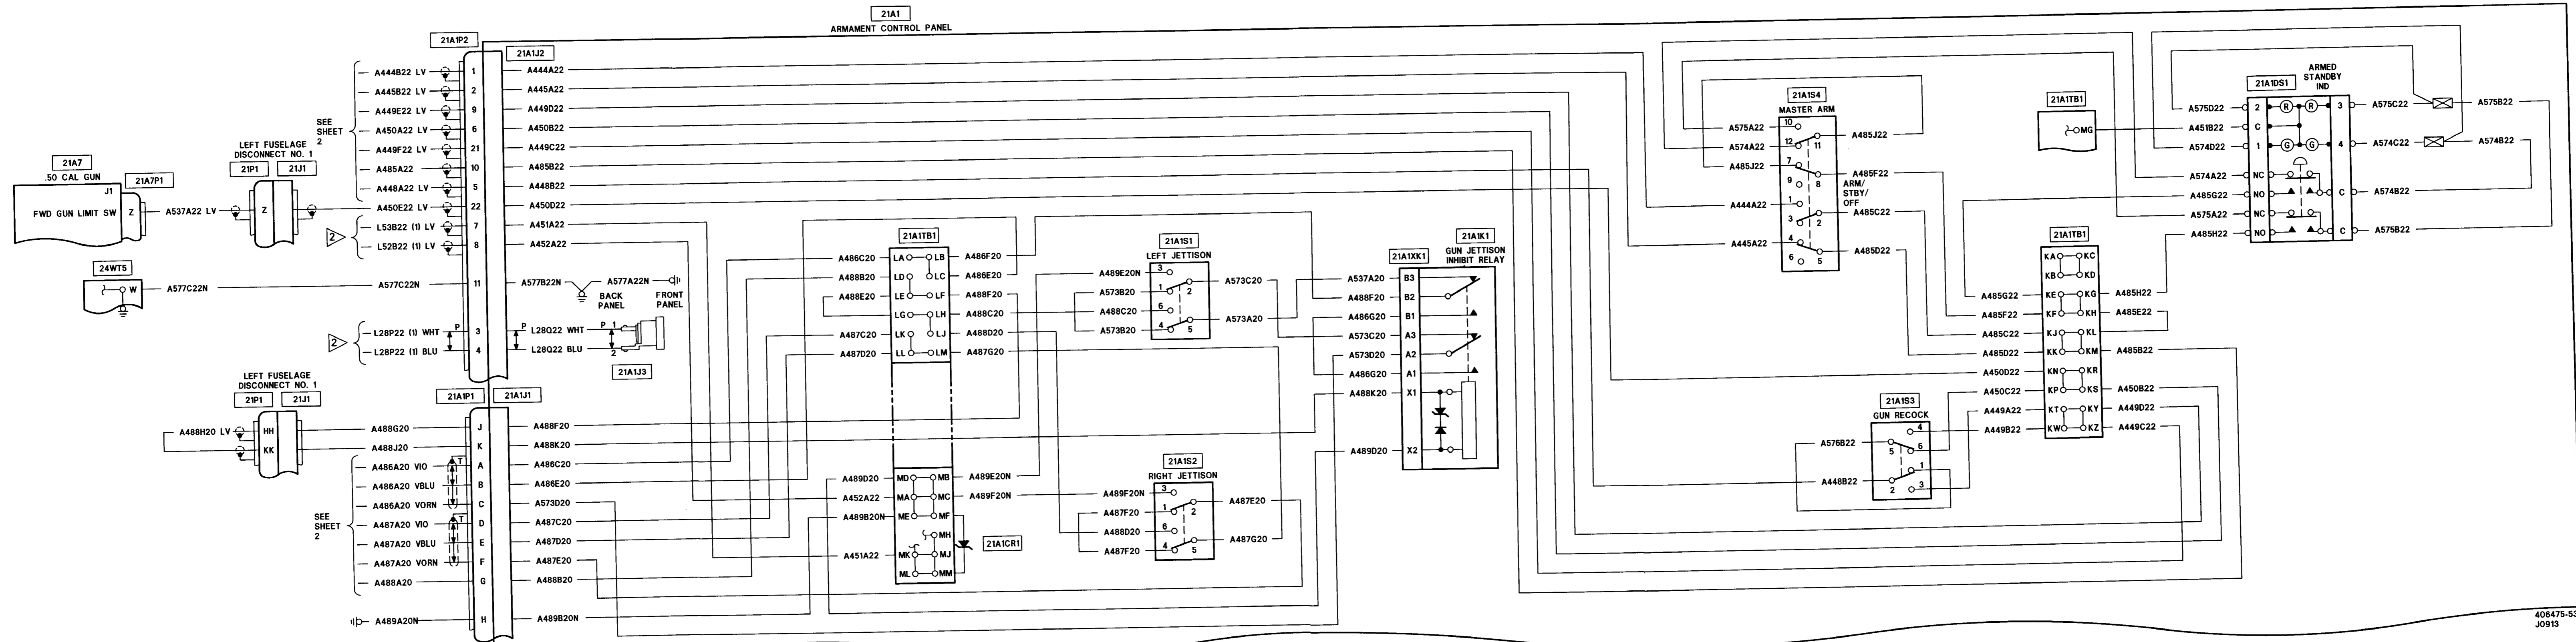 21A1
ARMAMENT CONTROL PANEL
21A1P2
21A1J2
A444B22 LV
1
A444A22
A445B22 LV
2
A445A22
A449E22 LV
9
A449D22
A450A22 LV
6
A450B22
A449F22 LV
21
A449C22
A485A22
10
A485B22
A448A22 LV
5
A448B22
SEE
SHEET
2
21A7
.50 CAL GUN
J1
21A7P1
FWD GUN LIMIT SW
Z
A537A22 LV
LEFT FUSELAGE
DISCONNECT NO. 1
21P1
21J1
Z
A450E22 LV
22
A450D22
2
L53B22 (1) LV
7
A451A22
L52B22 (1) LV
8
A452A22
24WT5
W
A577C22N
A577C22N
11
A577B22N
A577A22N
BACK
PANEL
FRONT
PANEL
2
L28P22 (1) WHT
P
3
P
L28Q22 WHT
P
1
L28P22 (1) BLU
4
L28Q22 BLU
2
21A1J3
LEFT FUSELAGE
DISCONNECT NO. 1
21P1
21J1
21A1P1
21A1J1
A488H20 LV
HH
A488G20
J
A488F20
KK
A488J20
K
A488K20
SEE
SHEET
2
A486A20 VIO
T
A
A486C20
A486A20 VBLU
B
A486E20
A486A20 VORN
C
A573D20
A487A20 VIO
T
D
A487C20
A487A20 VBLU
E
A487D20
A487A20 VORN
F
A487E20
A488A20
G
A488B20
A489A20N
H
A489B20N
21A1TB1
A486C20
LA
LB
A486F20
A488B20
LD
LC
A486E20
A488E20
LE
LF
A488F20
LG
LH
A488C20
A487C20
LK
LJ
A488D20
A487D20
LL
LM
A487G20
A489D20
MD
MB
A489E20N
A452A22
MA
MC
A489F20N
A489B20N
ME
MF
MH
A451A22
MK
MJ
ML
MM
21A1CR1
21A1S1
LEFT JETTISON
A489E20N
3
A573B20
1
2
A573C20
A488C20
6
A573B20
4
5
A573A20
21A1S2
RIGHT JETTISON
A489F20N
3
A487F20
1
2
A487E20
A488D20
6
A487F20
4
5
A487G20
21A1K1
GUN JETTISON
INHIBIT RELAY
21A1XK1
A537A20
B3
A488F20
B2
A486G20
B1
A573C20
A3
A573D20
A2
A486G20
A1
A488K20
X1
A489D20
X2
21A1S4
MASTER ARM
A575A22
10
A574A22
12
11
A485J22
A485J22
7
9
8
A485F22
ARM/
STBY/
OFF
A444A22
1
3
2
A485C22
A445A22
4
6
5
A485D22
21A1S3
GUN RECOCK
4
A449B22
A576B22
5
6
A450C22
1
A448B22
2
3
A449A22
21A1TB1
MG
A451B22
21A1DS1
ARMED
STANDBY
IND
A575D22
2
R
R
3
A575C22
A575B22
C
A574D22
1
G
G
4
A574C22
A574B22
A574A22
NC
A485G22
NO
C
A574B22
A575A22
NC
A485H22
NO
C
A575B22
21A1TB1
KA
KC
KB
KD
A485G22
KE
KG
A485H22
A485F22
KF
KH
A485E22
A485C22
KJ
KL
A485D22
KK
KM
A485B22
A450D22
KN
KR
A450C22
KP
KS
A450B22
A449A22
KT
KY
A449D22
A449B22
KW
KZ
A449C22
406475-53
J0913